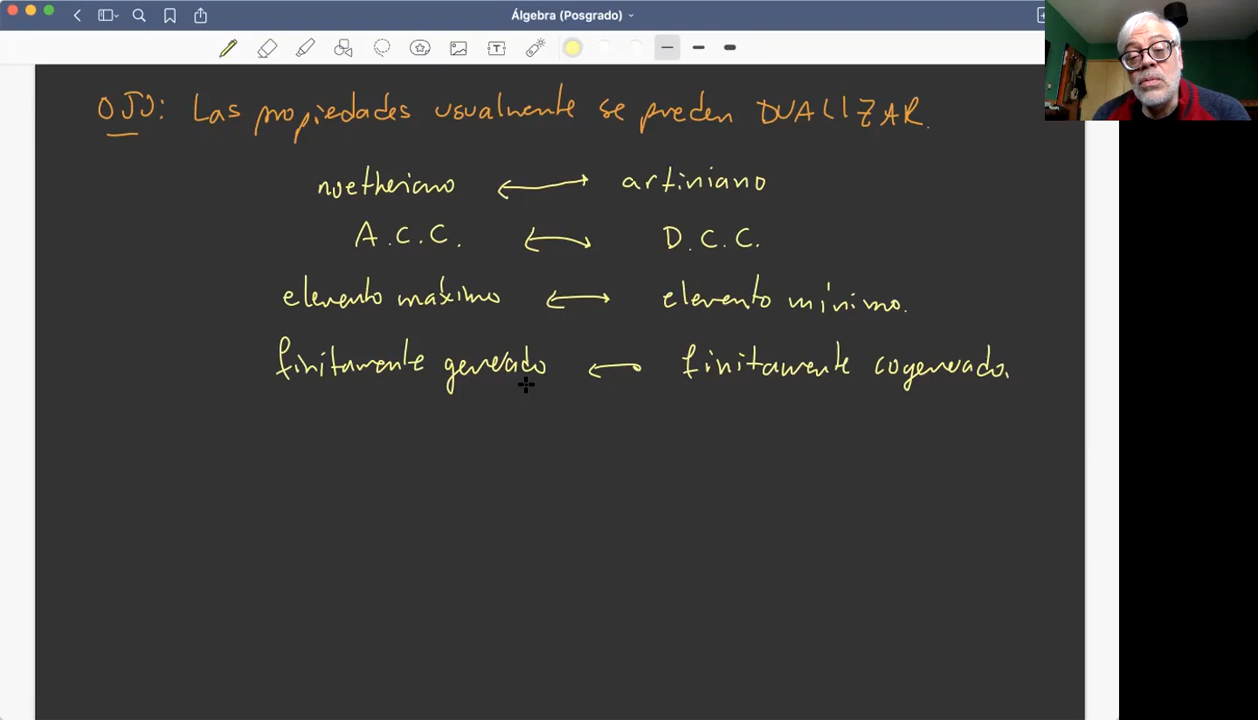 Álgebra (Posgrado)
OJO: Las propiedades usualmente se pueden DUALIZAR.
noetheriano ⟷ artiniano
A.C.C. ⟷ D.C.C.
elemento máximo ⟷ elemento mínimo.
finitamente generado ⟷ finitamente cogenerado.